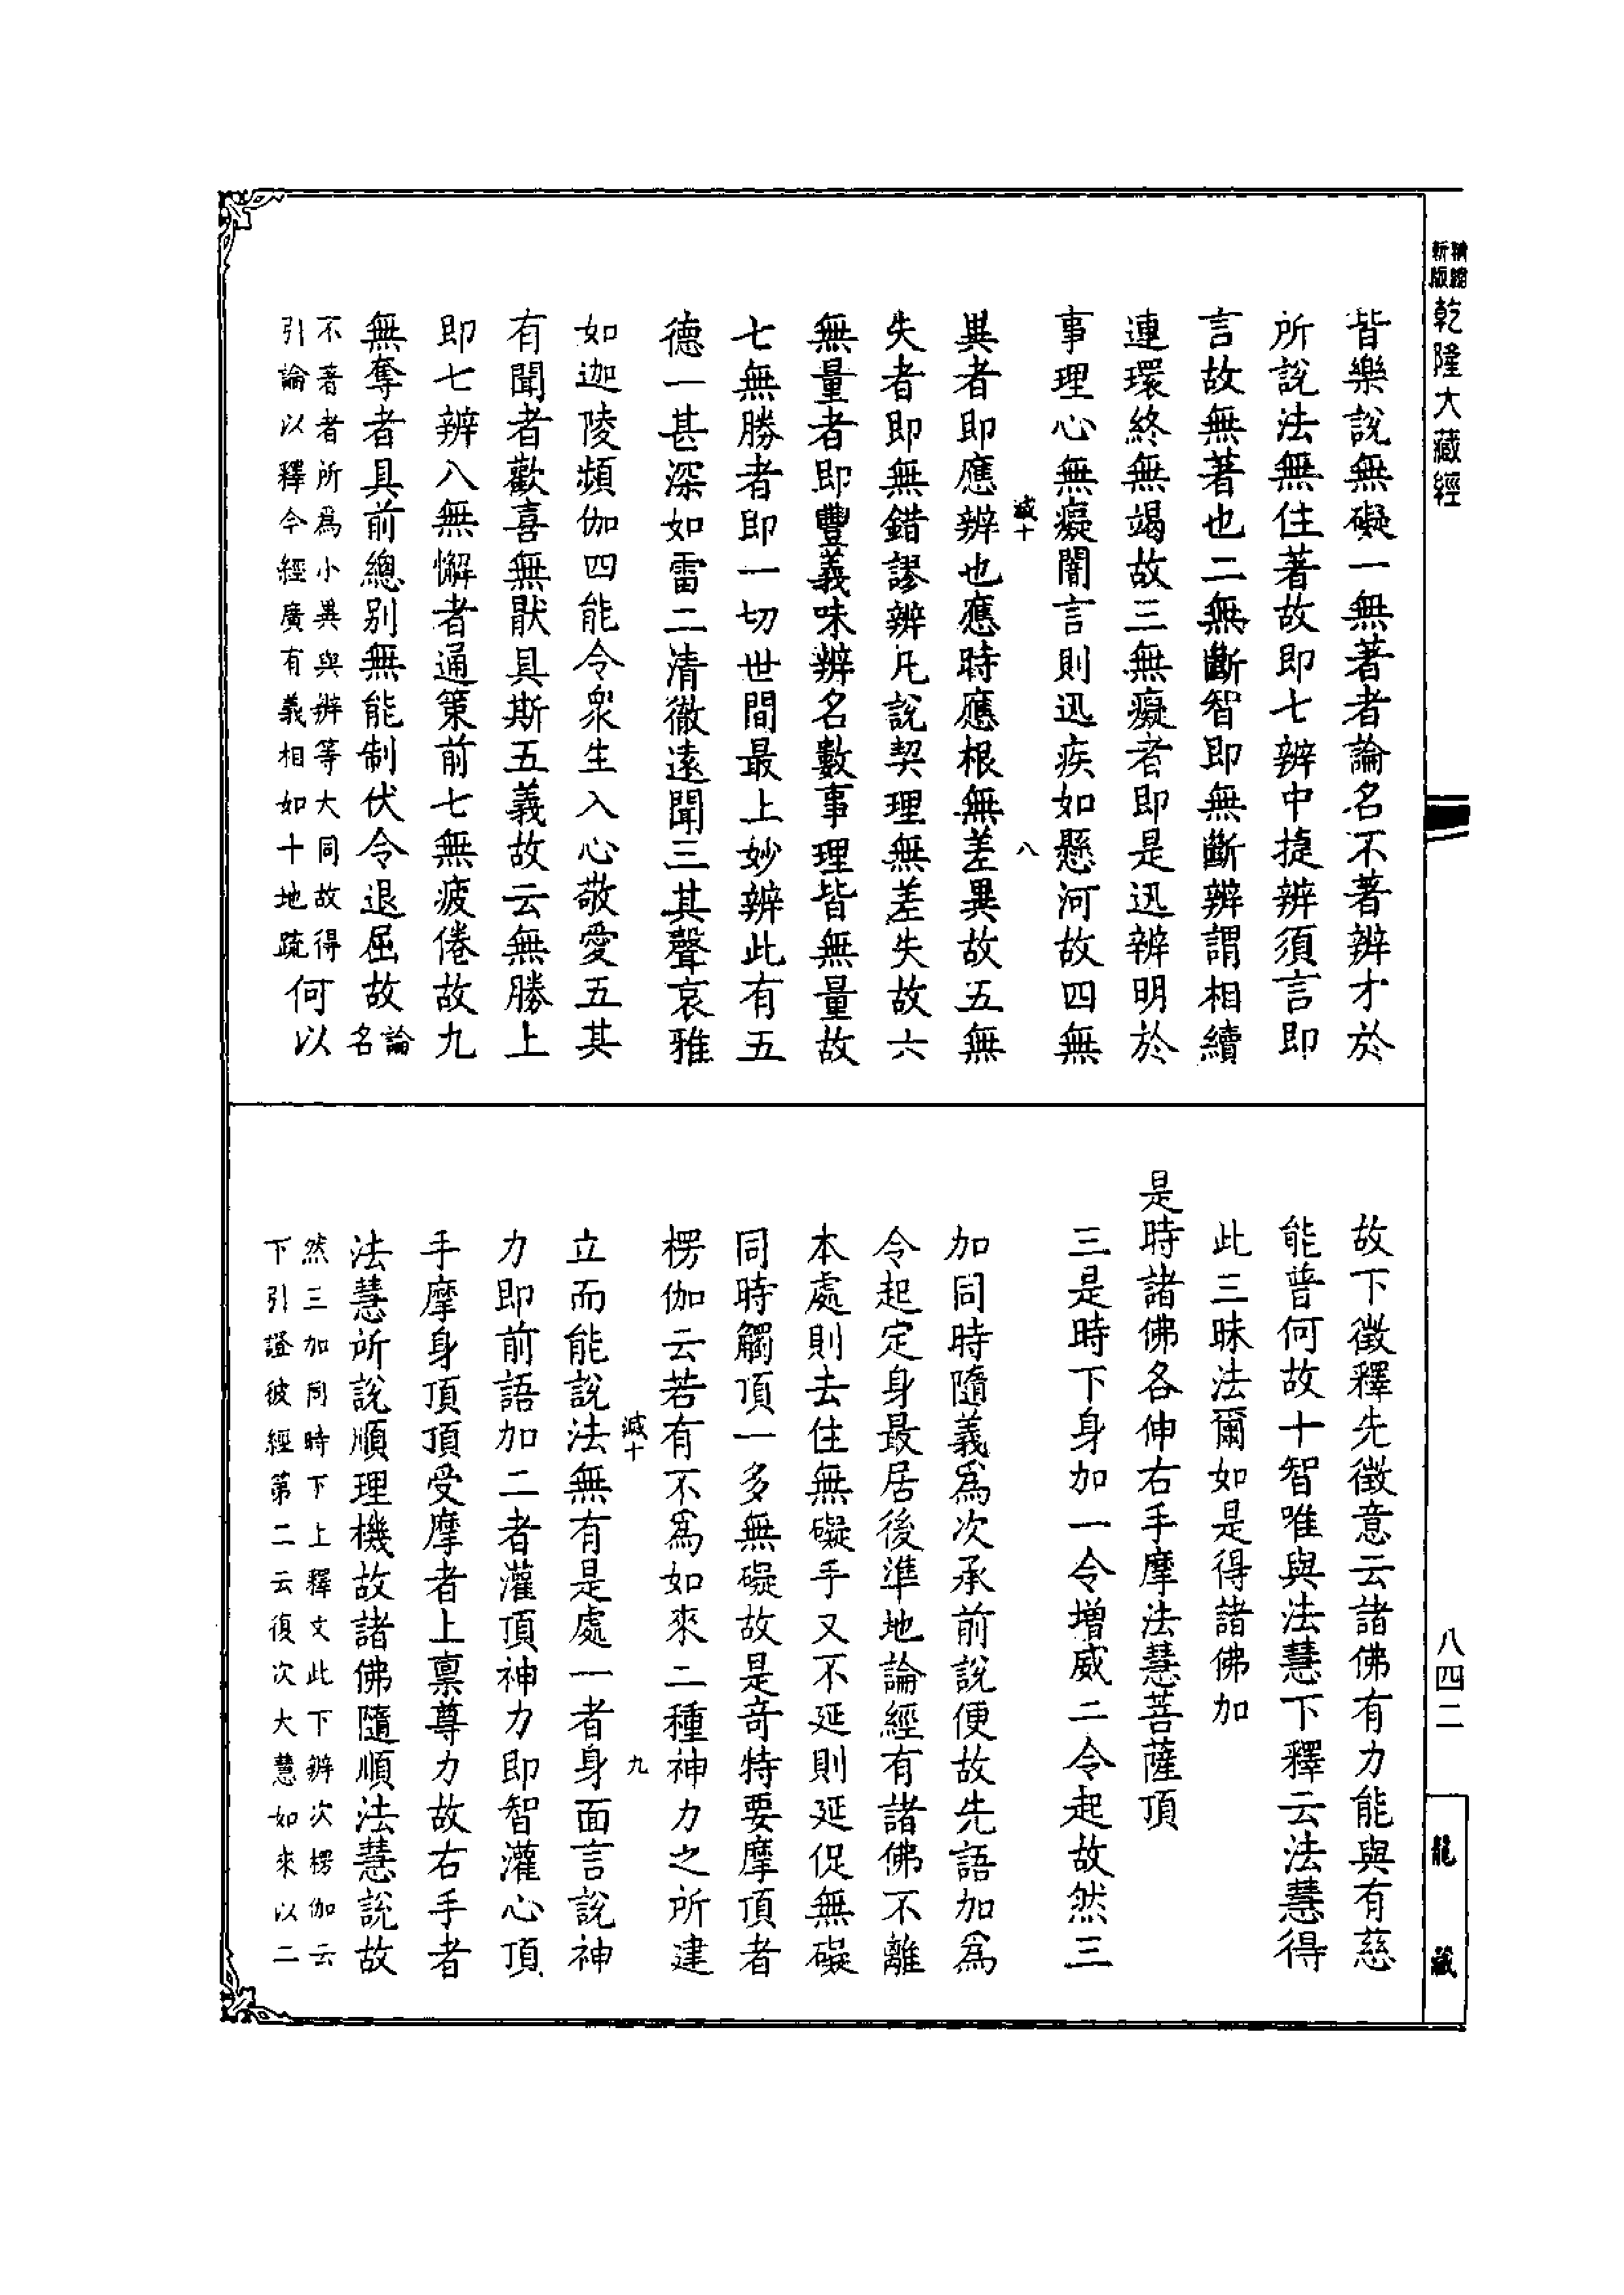 精縮新版乾隆大藏經
八四二
龍藏
皆樂說無礙一無著者論名不著辨才於
所說法無住著故即七辨中捷辨須言即
言故無著也二無斷智即無斷辨謂相續
連環終無竭故三無癡者即是迅辨明於
事理心無癡闇言則迅疾如懸河故四無
滅十 八
異者即應辨也應時應根無差異故五無
失者即無錯謬辨凡說契理無差失故六
無量者即豐義味辨名數事理皆無量故
七無勝者即一切世間最上妙辨此有五
德一甚深如雷二清徹遠聞三其聲哀雅
如迦陵頻伽四能令衆生入心敬愛五其
有聞者歡喜無猒具斯五義故云無勝上
即七辨八無懈者通策前七無疲倦故九
無奪者具前總別無能制伏令退屈故論名
不著者所爲小異與辨等大同故得
引論以釋今經廣有義相如十地疏何以
故下徵釋先徵意云諸佛有力能與有慈
能普何故十智唯與法慧下釋云法慧得
此三昧法爾如是得諸佛加
是時諸佛各伸右手摩法慧菩薩頂
三是時下身加一令增威二令起故然三
加同時隨義爲次承前說便故先語加爲
令起定身最居後準地論經有諸佛不離
本處則去住無礙手又不延則延促無礙
同時觸頂一多無礙故是奇特要摩頂者
楞伽云若有不爲如來二種神力之所建
滅十 九
立而能說法無有是處一者身面言說神
力即前語加二者灌頂神力即智灌心頂
手摩身頂頂受摩者上禀尊力故右手者
法慧所說順理機故諸佛隨順法慧說故
然三加同時下上釋文此下辨次楞伽云
下引證彼經第二云復次大慧如來以二